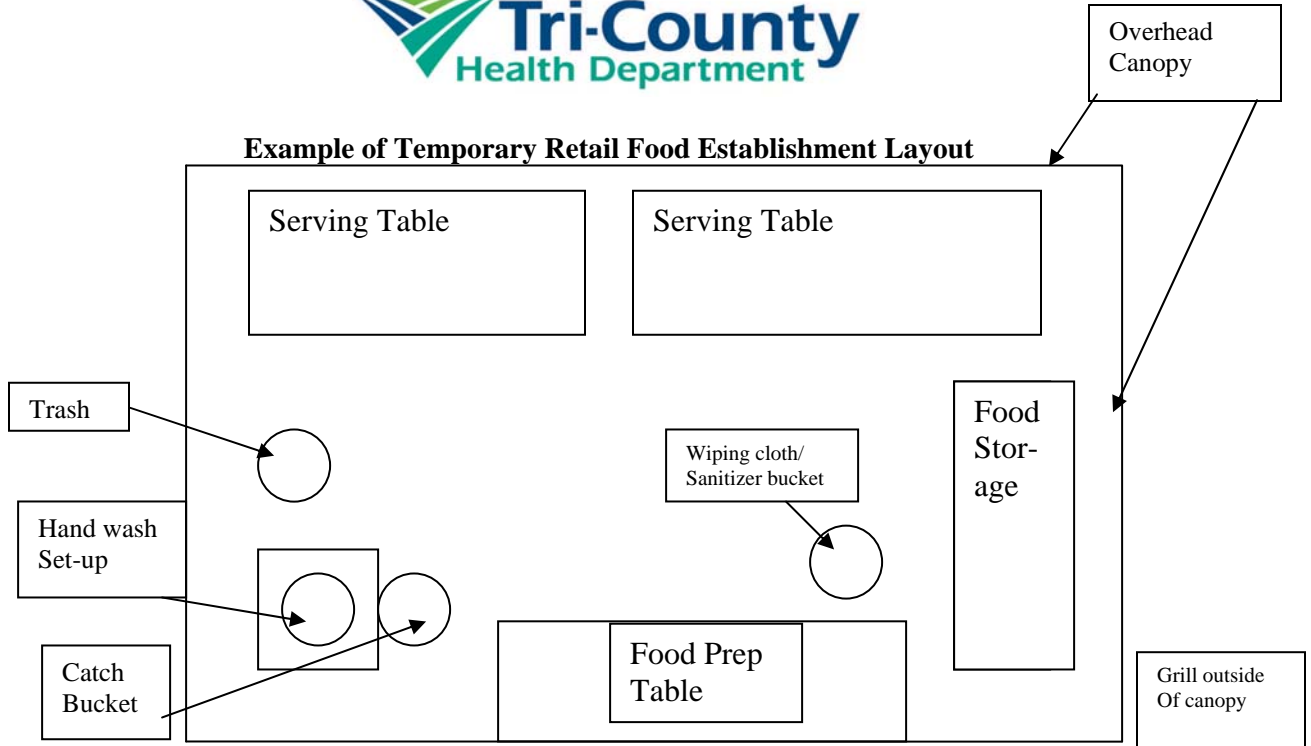 Tri-County
Health Department
Overhead
Canopy
Example of Temporary Retail Food Establishment Layout
Serving Table
Serving Table
Trash
Wiping cloth/
Sanitizer bucket
Food
Stor-
age
Hand wash
Set-up
Food Prep
Table
Catch
Bucket
Grill outside
Of canopy